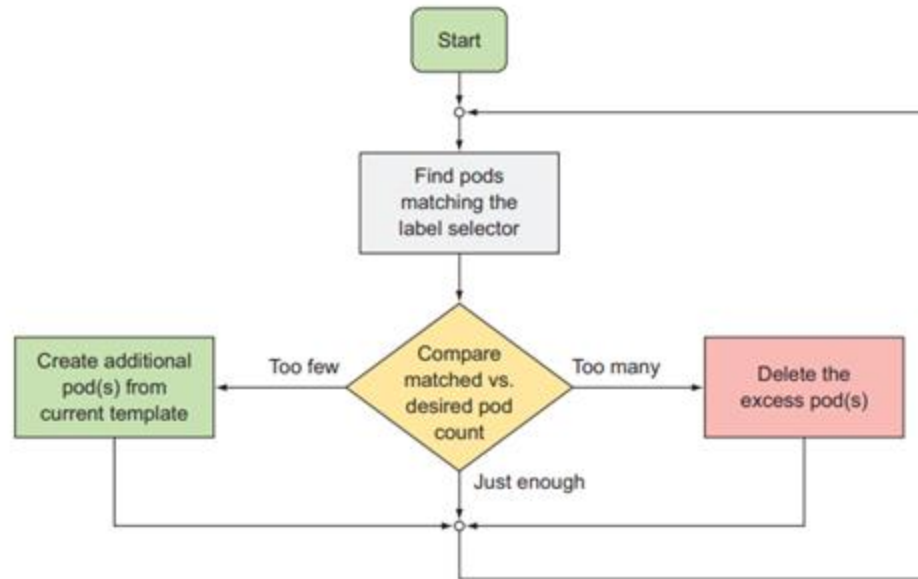 Start
Find pods
matching the
label selector
Compare
matched vs.
desired pod
count
Too few
Create additional
pod(s) from
current template
Too many
Delete the
excess pod(s)
Just enough